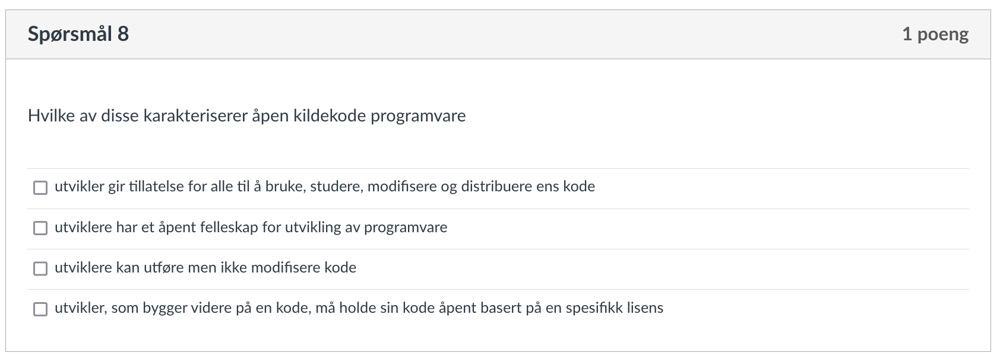 Spørsmål 8
1 poeng
Hvilke av disse karakteriserer åpen kildekode programvare
utvikler gir tillatelse for alle til å bruke, studere, modifisere og distribuere ens kode
utviklere har et åpent felleskap for utvikling av programvare
utviklere kan utføre men ikke modifisere kode
utvikler, som bygger videre på en kode, må holde sin kode åpent basert på en spesifikk lisens